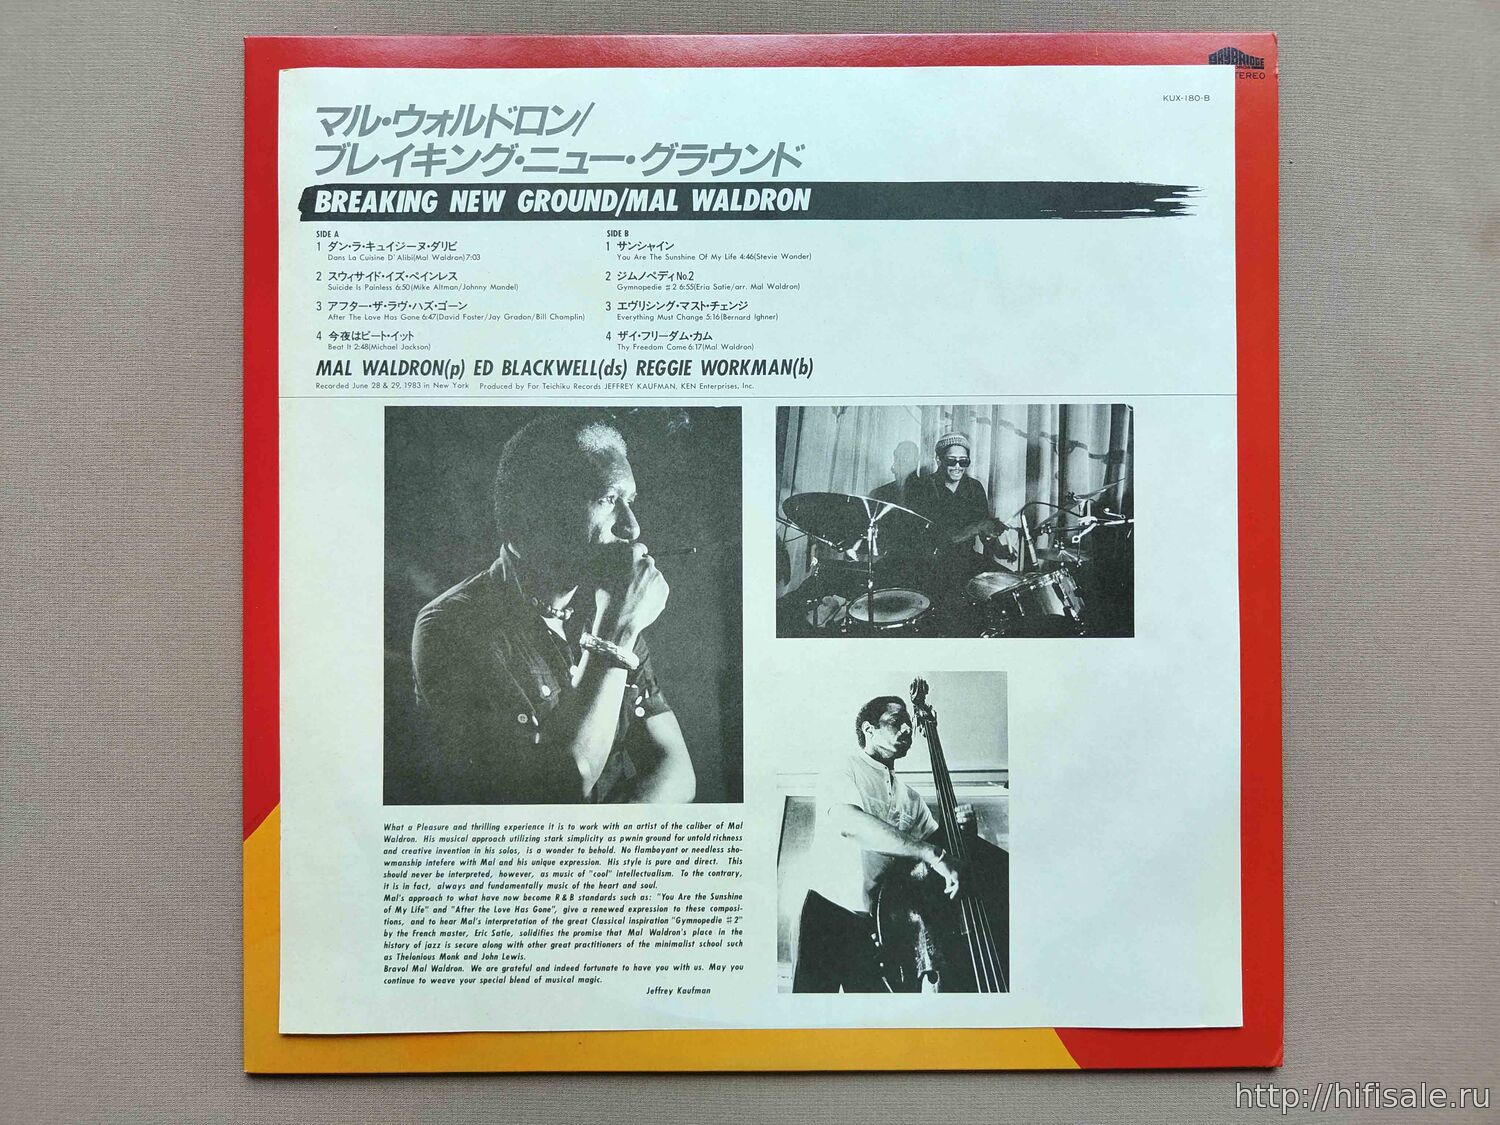 BAYBRIDGE
STEREO
KUX-180-B
マル・ウォルドロン/
ブレイキング・ニュー・グラウンド
BREAKING NEW GROUND/MAL WALDRON
SIDE A
1 ダン・ラ・キュイジーヌ・ダリビ
Dans La Cuisine D'Alibi(Mal Waldron)7:03
2 スウィサイド・イズ・ペインレス
Suicide Is Painless 6:50(Mike Altman/Johnny Mandel)
3 アフター・ザ・ラヴ・ハズ・ゴーン
After The Love Has Gone 6:47(David Foster/Jay Gradon/Bill Champlin)
4 今夜はビート・イット
Beat It 2:48(Michael Jackson)
SIDE B
1 サンシャイン
You Are The Sunshine Of My Life 4:46(Stevie Wonder)
2 ジムノペディNo.2
Gymnopedie #2 6:55(Eria Satie/arr. Mal Waldron)
3 エヴリシング・マスト・チェンジ
Everything Must Change 5:16(Bernard Ighner)
4 ザイ・フリーダム・カム
Thy Freedom Come 6:17(Mal Waldron)
MAL WALDRON(p) ED BLACKWELL(ds) REGGIE WORKMAN(b)
Recorded June 28 & 29, 1983 in New York Produced by For Teichiku Records JEFFREY KAUFMAN, KEN Enterprises, Inc.
What a Pleasure and thrilling experience it is to work with an artist of the caliber of Mal
Waldron. His musical approach utilizing stark simplicity as pwnin ground for untold richness
and creative invention in his solos, is a wonder to behold. No flamboyant or needless sho-
wmanship intefere with Mal and his unique expression. His style is pure and direct. This
should never be interpreted, however, as music of "cool" intellectualism. To the contrary,
it is in fact, always and fundamentally music of the heart and soul.
Mal's approach to what have now become R&B standards such as: "You Are the Sunshine
of My Life" and "After the Love Has Gone", give a renewed expression to these composi-
tions, and to hear Mal's interpretation of the great Classical inspiration "Gymnopedie #2"
by the French master, Eric Satie, solidifies the promise that Mal Waldron's place in the
history of jazz is secure along with other great practitioners of the minimalist school such
as Thelonious Monk and John Lewis.
Bravo! Mal Waldron. We are grateful and indeed fortunate to have you with us. May you
continue to weave your special blend of musical magic.
Jeffrey Kaufman
http://hifisale.ru